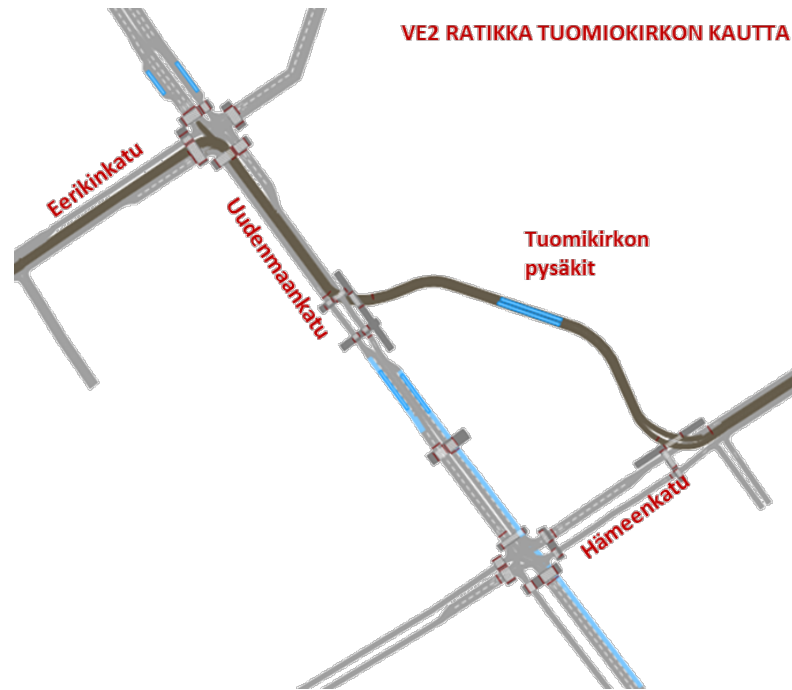 VE2 RATIKKA TUOMIOKIRKON KAUTTA
Eerikinkatu
Uudenmaankatu
Tuomikirkon
pysäkit
Hämeenkatu